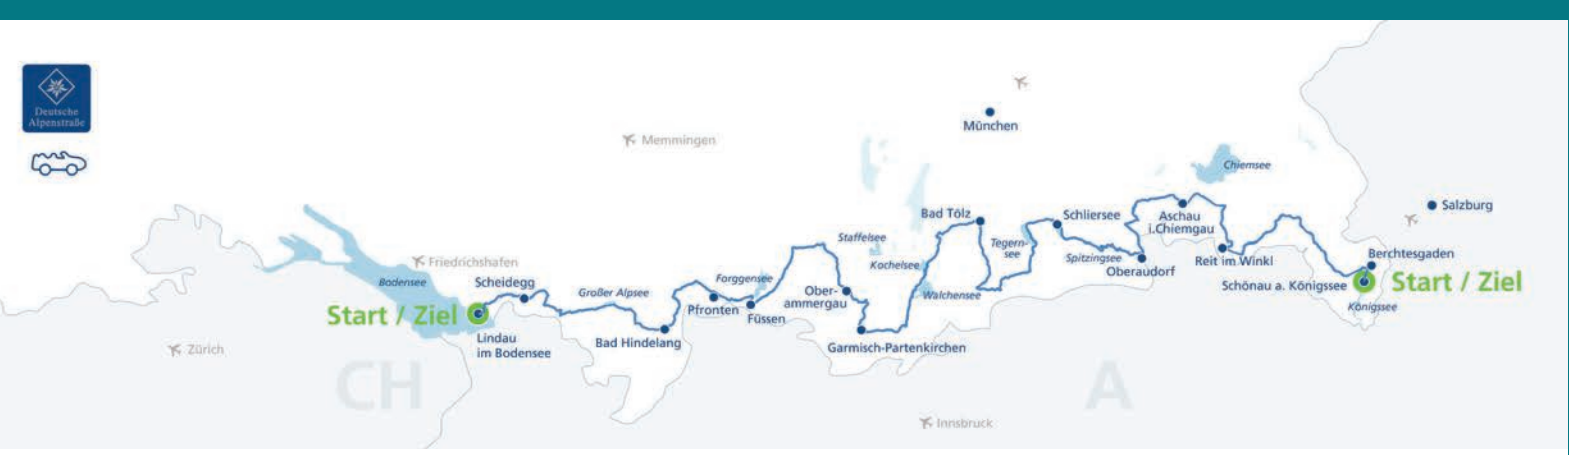 Deutsche
Alpenstraße
München
Memmingen
Chiemsee
Salzburg
Bad Tölz
Schliersee
Aschau
i.Chiemgau
Staffelsee
Tegern-
see
Kochelsee
Spitzingsee
Oberaudorf
Reit im Winkl
Berchtesgaden
Friedrichshafen
Bodensee
Scheidegg
Großer Alpsee
Forggensee
Ober-
ammergau
Walchensee
Schönau a. Königssee
Start / Ziel
Königssee
Start / Ziel
Pfronten
Füssen
Lindau
im Bodensee
Bad Hindelang
Garmisch-Partenkirchen
Zürich
CH
A
Innsbruck